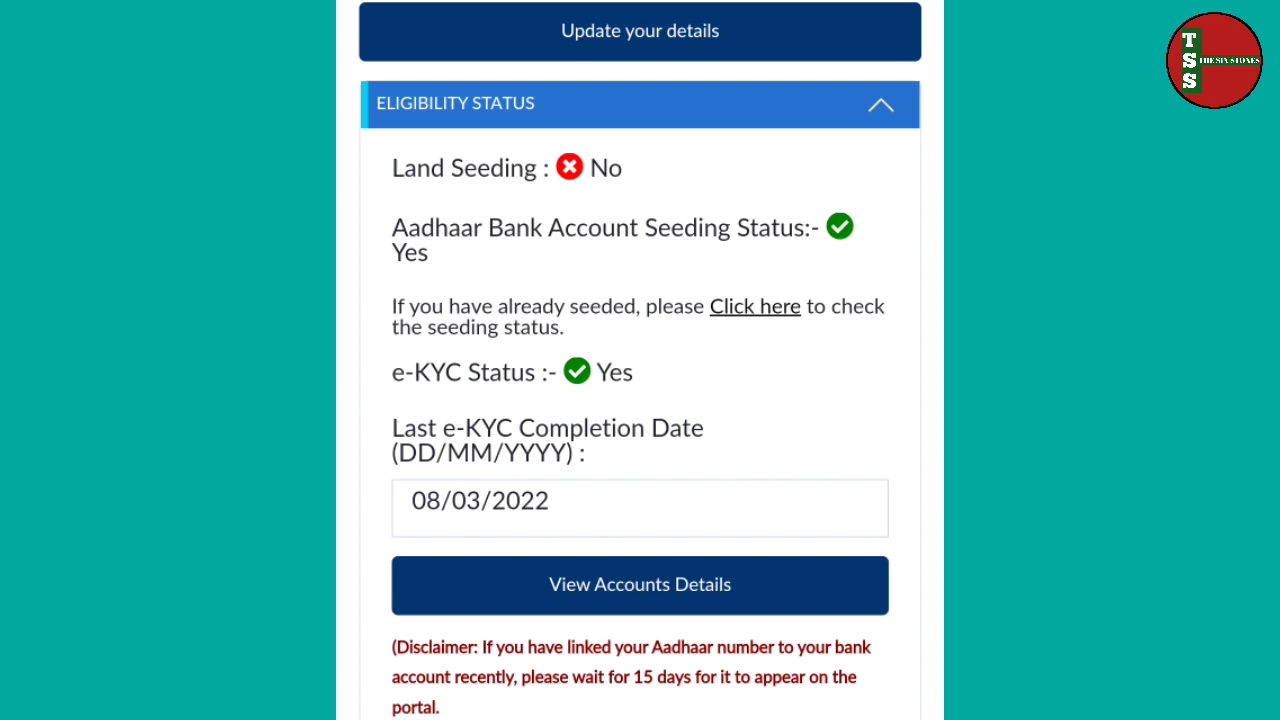 Update your details
T
S
S
THE SIX STONES
ELIGIBILITY STATUS
Land Seeding : No
Aadhaar Bank Account Seeding Status:-
Yes
If you have already seeded, please Click here to check
the seeding status.
e-KYC Status :- Yes
Last e-KYC Completion Date
(DD/MM/YYYY) :
08/03/2022
View Accounts Details
(Disclaimer: If you have linked your Aadhaar number to your bank
account recently, please wait for 15 days for it to appear on the
portal.